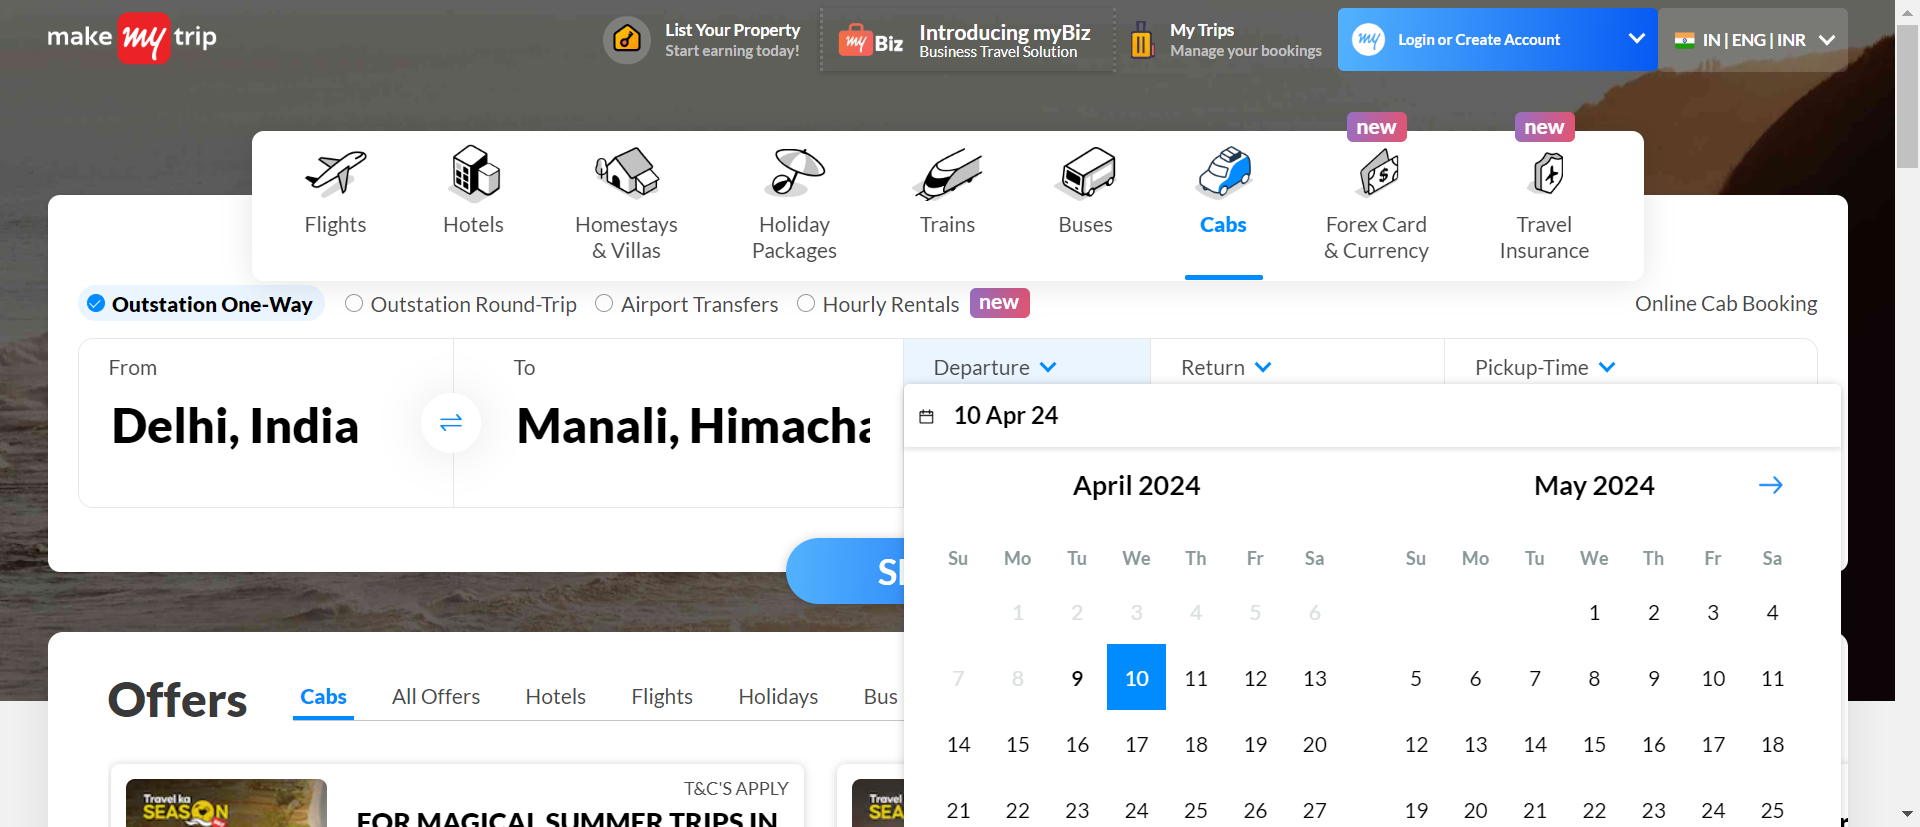 make my trip
List Your Property
Start earning today!
my Biz
Introducing myBiz
Business Travel Solution
My Trips
Manage your bookings
my Login or Create Account
IN | ENG | INR
new
new
Flights
Hotels
Homestays
& Villas
Holiday
Packages
Trains
Buses
Cabs
Forex Card
& Currency
Travel
Insurance
Outstation One-Way
Outstation Round-Trip
Airport Transfers
Hourly Rentals
new
Online Cab Booking
From
Delhi, India
To
Manali, Himacha
Departure
Return
Pickup-Time
10 Apr 24
April 2024
May 2024
Su Mo Tu We Th Fr Sa
Su Mo Tu We Th Fr Sa
1 2 3 4 5 6
1 2 3 4
7 8 9 10 11 12 13
5 6 7 8 9 10 11
14 15 16 17 18 19 20
12 13 14 15 16 17 18
21 22 23 24 25 26 27
19 20 21 22 23 24 25
Offers
Cabs
All Offers
Hotels
Flights
Holidays
Bus
Travel ka
SEASON
T&C'S APPLY
FOR MAGICAL SUMMER TRIPS IN
Travel
SEA